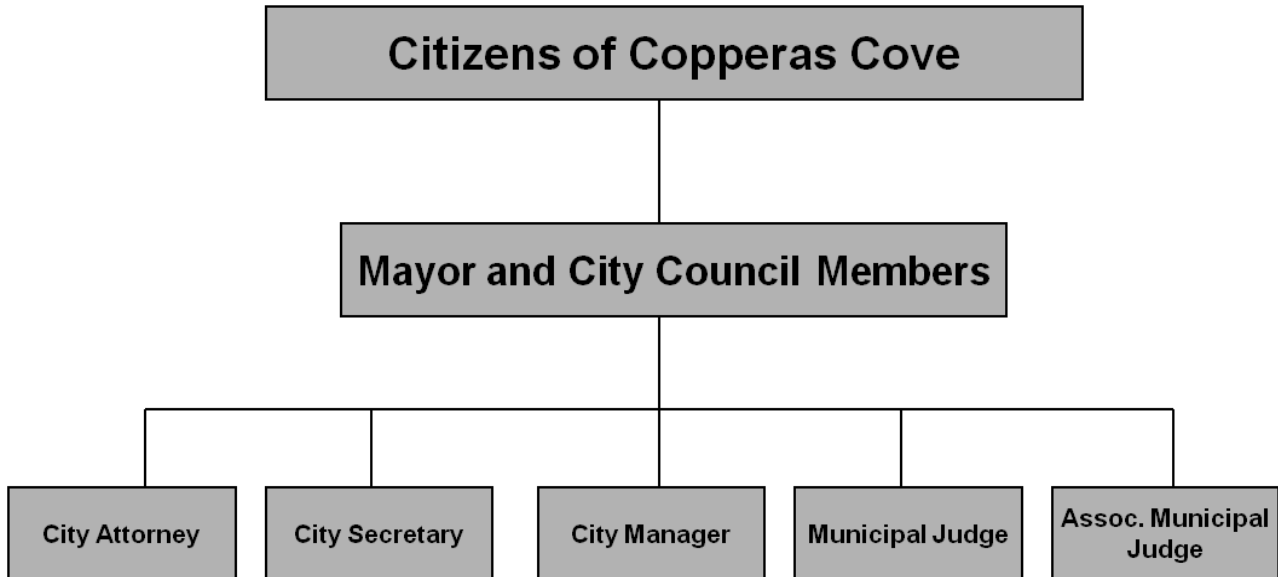 Citizens of Copperas Cove
Mayor and City Council Members
City Attorney
City Secretary
City Manager
Municipal Judge
Assoc. Municipal
Judge